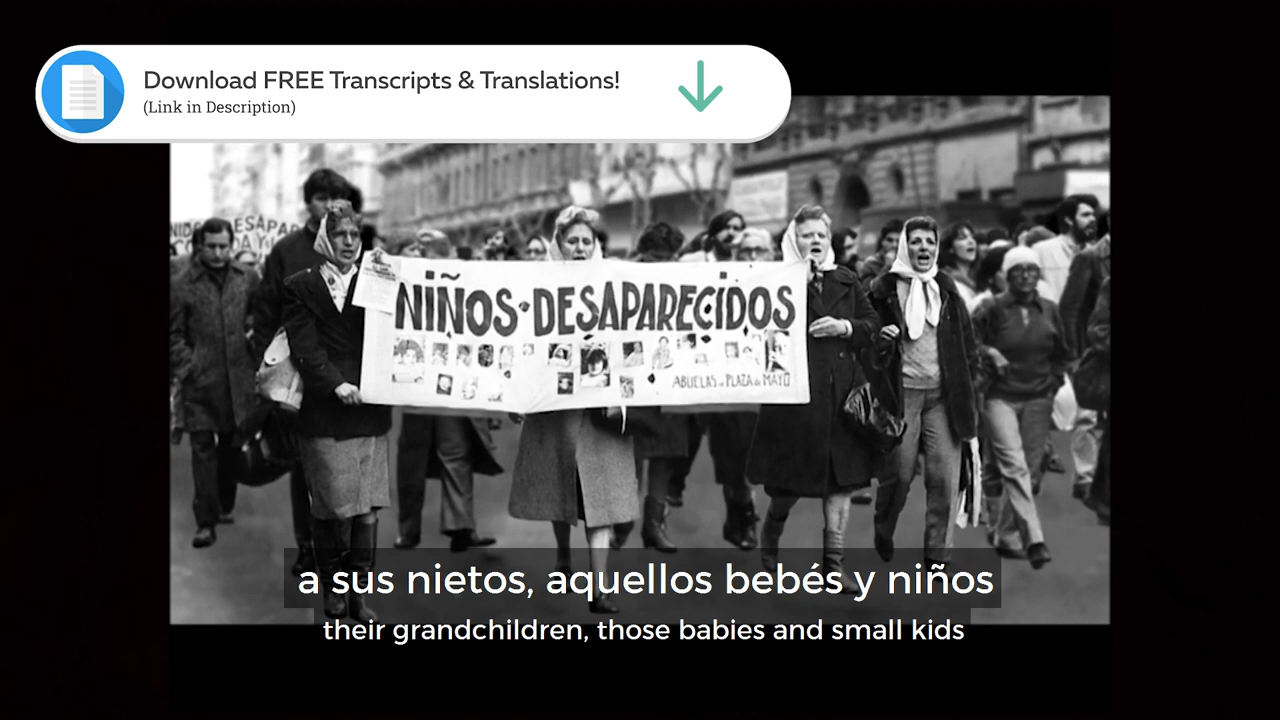 Download FREE Transcripts & Translations!
(Link in Description)
DESAPAR
NIÑOS DESAPARECIDOS
ABUELAS de PLAZA de MAYO
a sus nietos, aquellos bebés y niños
their grandchildren, those babies and small kids